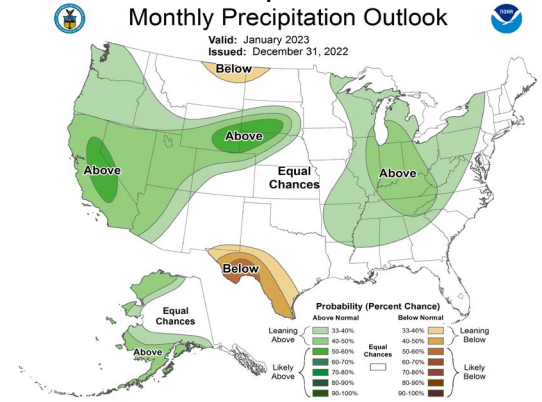 Monthly Precipitation Outlook
Valid: January 2023
Issued: December 31, 2022
NOAA
Below
Above
Above
Equal
Chances
Above
Below
Equal
Chances
Above
Probability (Percent Chance)
Above Normal
Below Normal
Leaning
Above
33-40%
40-50%
50-60%
Likely
Above
60-70%
70-80%
80-90%
90-100%
Equal
Chances
33-40%
40-50%
50-60%
Leaning
Below
60-70%
70-80%
80-90%
90-100%
Likely
Below